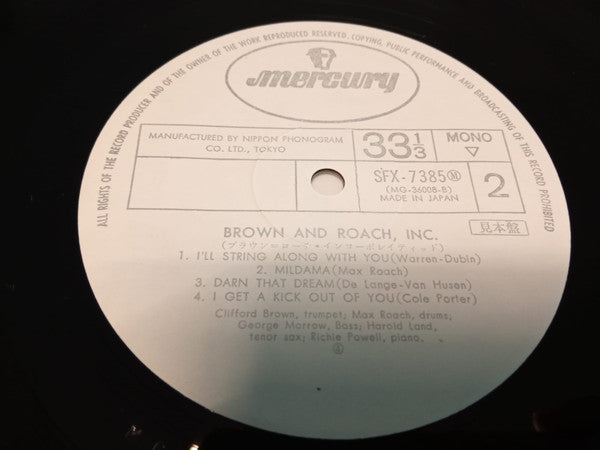 ALL RIGHTS OF THE RECORD PRODUCER AND OF THE OWNER OF THE WORK REPRODUCED RESERVED. COPYING, PUBLIC PERFORMANCE AND BROADCASTING OF THIS RECORD PROHIBITED
mercury
MANUFACTURED BY NIPPON PHONOGRAM
CO. LTD., TOKYO
33 1/3
MONO
▽
SFX-7385Ⓜ
(MG-36008-B)
MADE IN JAPAN
2
BROWN AND ROACH, INC.
(ブラウン=ローチ・インコーポレイティッド)
見本盤
1. I'LL STRING ALONG WITH YOU(Warren-Dubin)
2. MILDAMA(Max Roach)
3. DARN THAT DREAM(De Lange-Van Husen)
4. I GET A KICK OUT OF YOU(Cole Porter)
Clifford Brown, trumpet; Max Roach, drums;
George Morrow, Bass; Harold Land,
tenor sax; Richie Powell, piano.